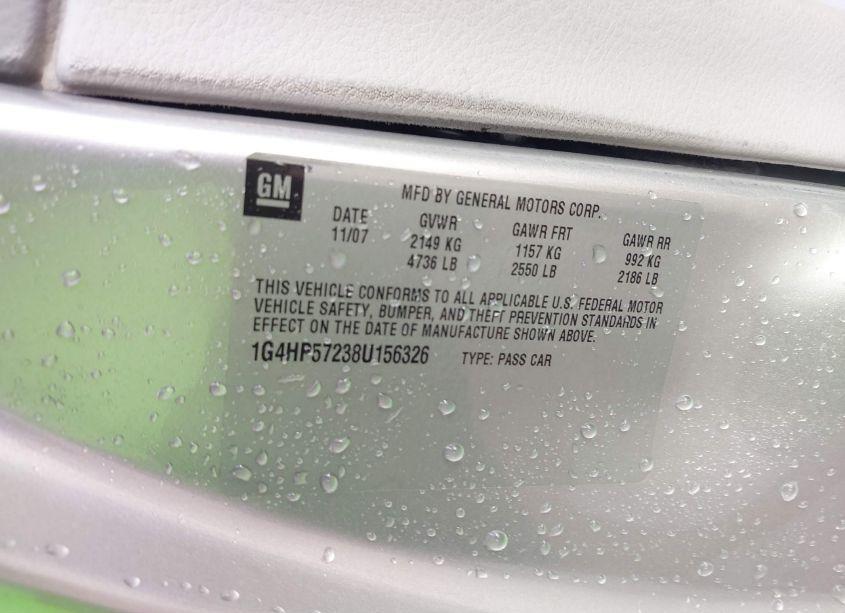 GM
MFD BY GENERAL MOTORS CORP.
DATE GVWR GAWR FRT GAWR RR
11/07 2149 KG 1157 KG 992 KG
4736 LB 2550 LB 2186 LB
THIS VEHICLE CONFORMS TO ALL APPLICABLE U.S. FEDERAL MOTOR
VEHICLE SAFETY, BUMPER, AND THEFT PREVENTION STANDARDS IN
EFFECT ON THE DATE OF MANUFACTURE SHOWN ABOVE.
1G4HP57238U156326 TYPE: PASS CAR